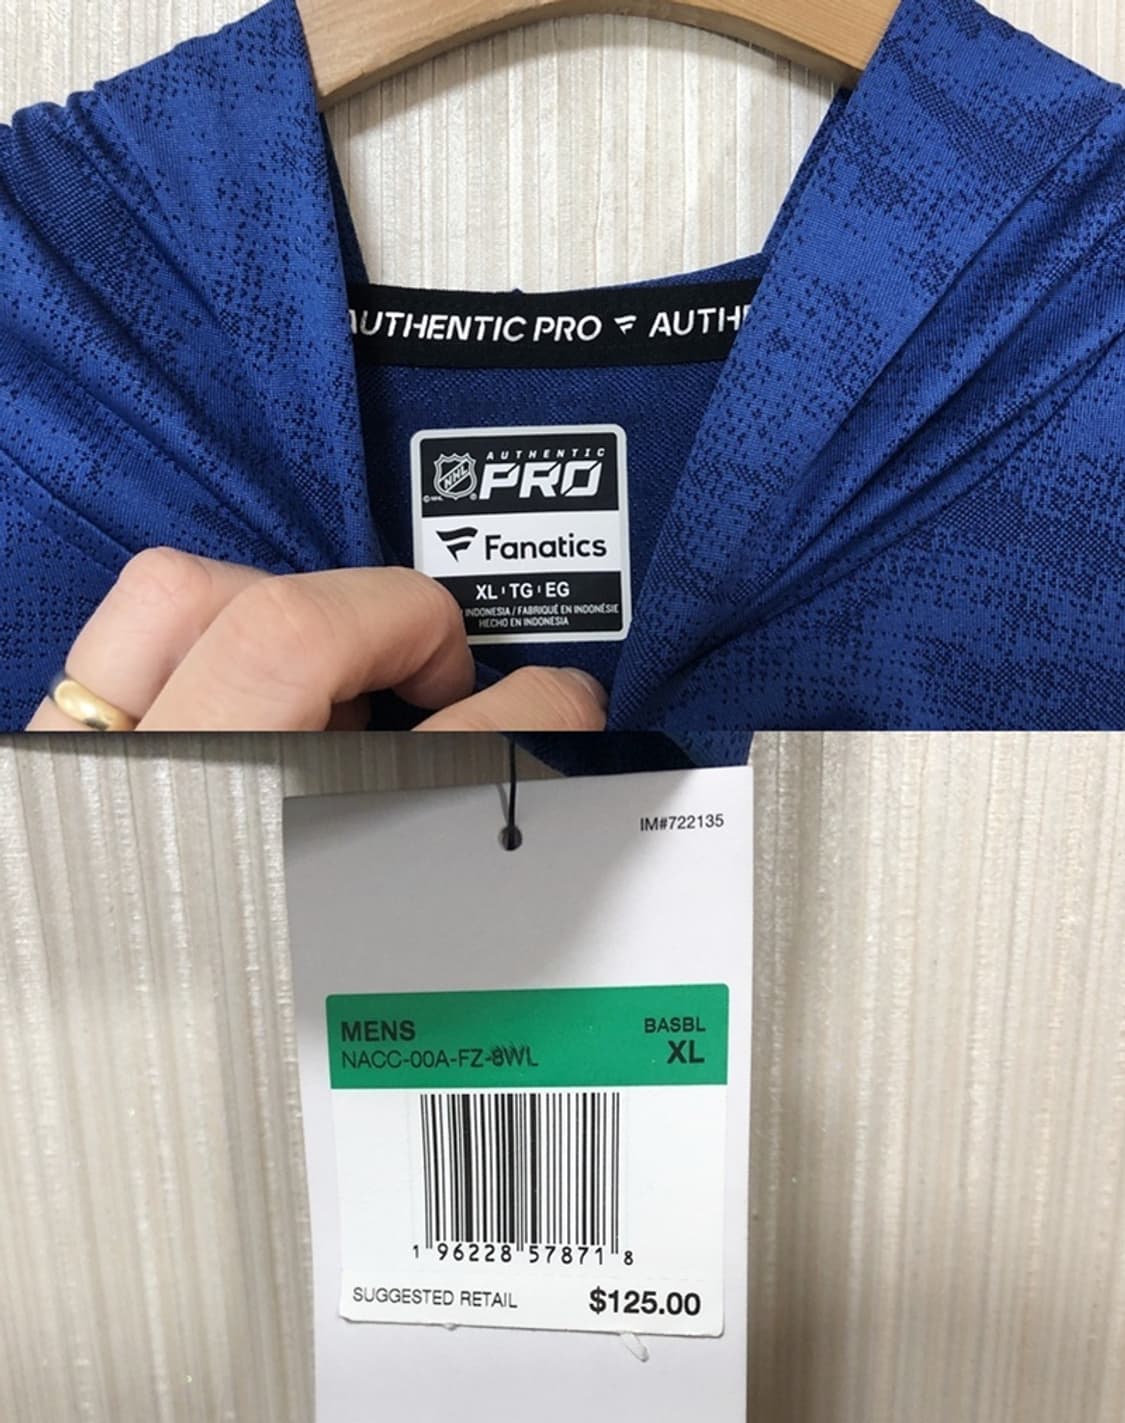 AUTHENTIC PRO AUTH
AUTHENTIC
NHL PRO
Fanatics
XL TG EG
INDONESIA / FABRIQUÉ EN INDONÉSIE
HECHO EN INDONESIA
IM#722135
MENS BASBL
NACC-00A-FZ-8WL XL
1 96228 57871 8
SUGGESTED RETAIL $125.00